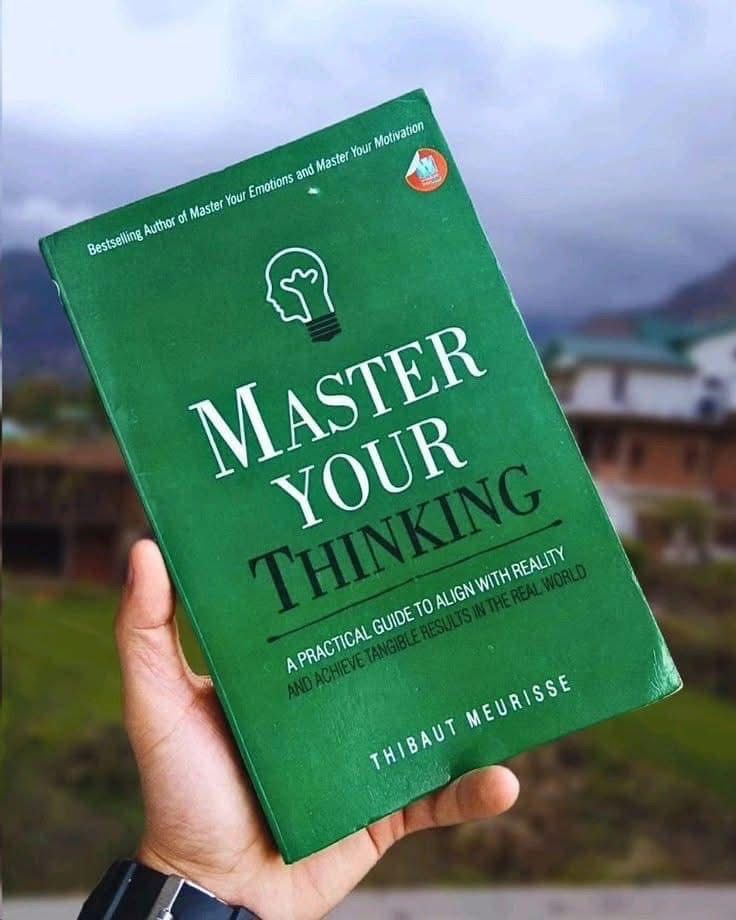 Bestselling Author of Master Your Emotions and Master Your Motivation
MASTER
YOUR
THINKING
A PRACTICAL GUIDE TO ALIGN WITH REALITY
AND ACHIEVE TANGIBLE RESULTS IN THE REAL WORLD
THIBAUT MEURISSE